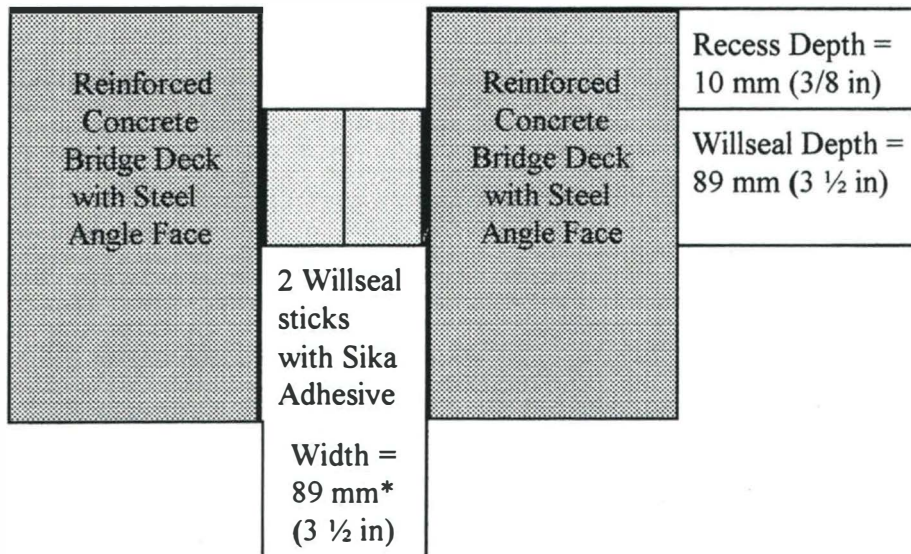 Reinforced
Concrete
Bridge Deck
with Steel
Angle Face
Reinforced
Concrete
Bridge Deck
with Steel
Angle Face
Recess Depth =
10 mm (3/8 in)
Willseal Depth =
89 mm (3 ½ in)
2 Willseal
sticks
with Sika
Adhesive
Width =
89 mm*
(3 ½ in)